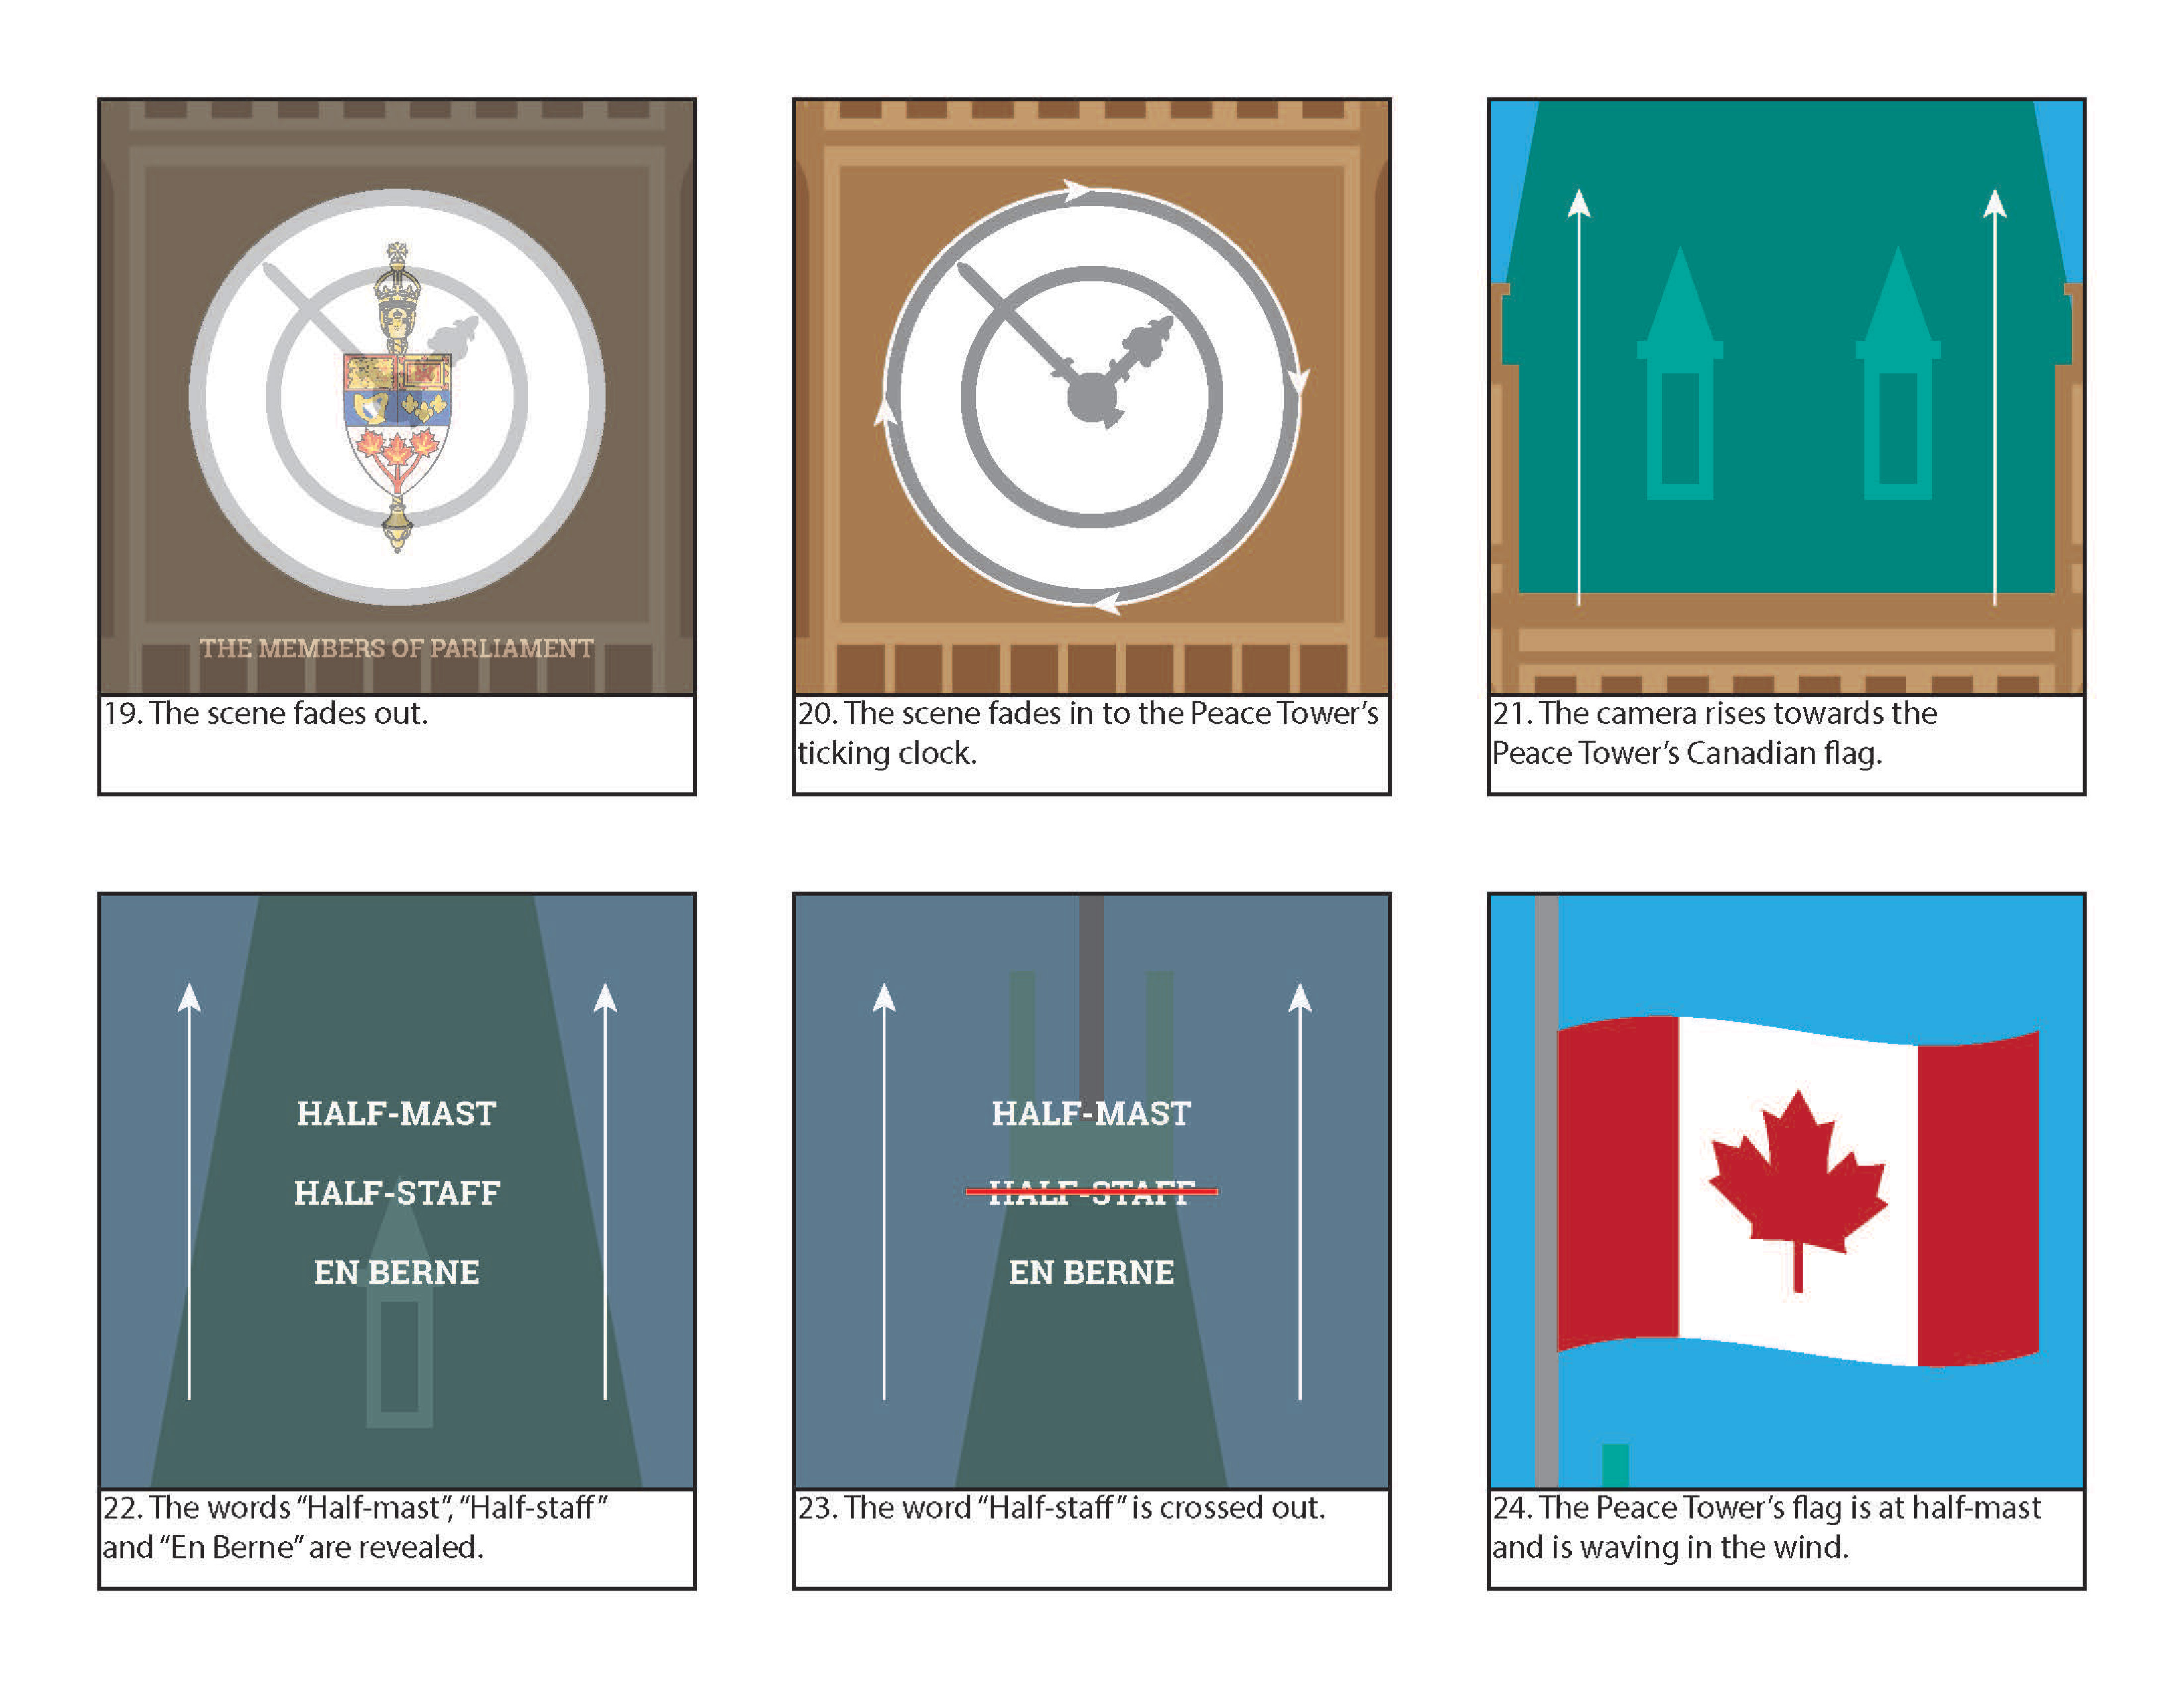 THE MEMBERS OF PARLIAMENT
19. The scene fades out.
20. The scene fades in to the Peace Tower's
ticking clock.
21. The camera rises towards the
Peace Tower's Canadian flag.
HALF-MAST
HALF-STAFF
EN BERNE
22. The words “Half-mast”, “Half-staff”
and “En Berne” are revealed.
HALF-MAST
HALF-STAFF
EN BERNE
23. The word “Half-staff” is crossed out.
24. The Peace Tower's flag is at half-mast
and is waving in the wind.